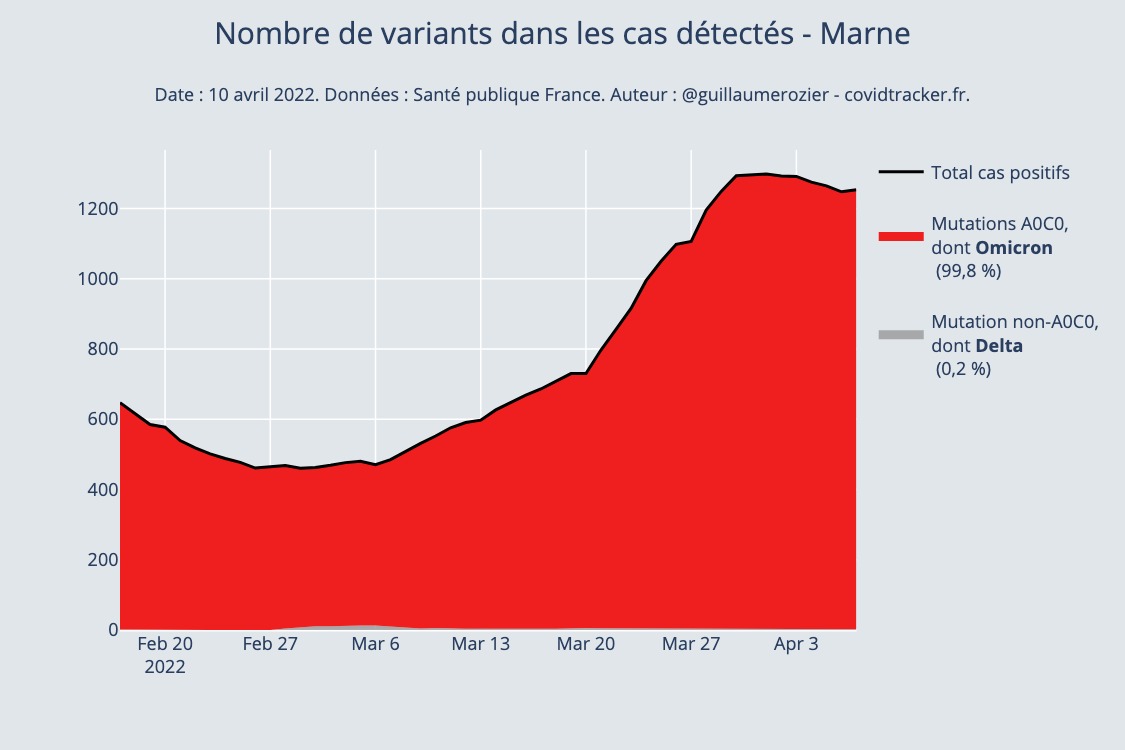 Nombre de variants dans les cas détectés - Marne
Date : 10 avril 2022. Données : Santé publique France. Auteur : @guillaumerozier - covidtracker.fr.
Total cas positifs
Mutations A0C0,
dont Omicron
(99,8 %)
Mutation non-A0C0,
dont Delta
(0,2 %)
1200
1000
800
600
400
200
0
Feb 20 Feb 27 Mar 6 Mar 13 Mar 20 Mar 27 Apr 3
2022